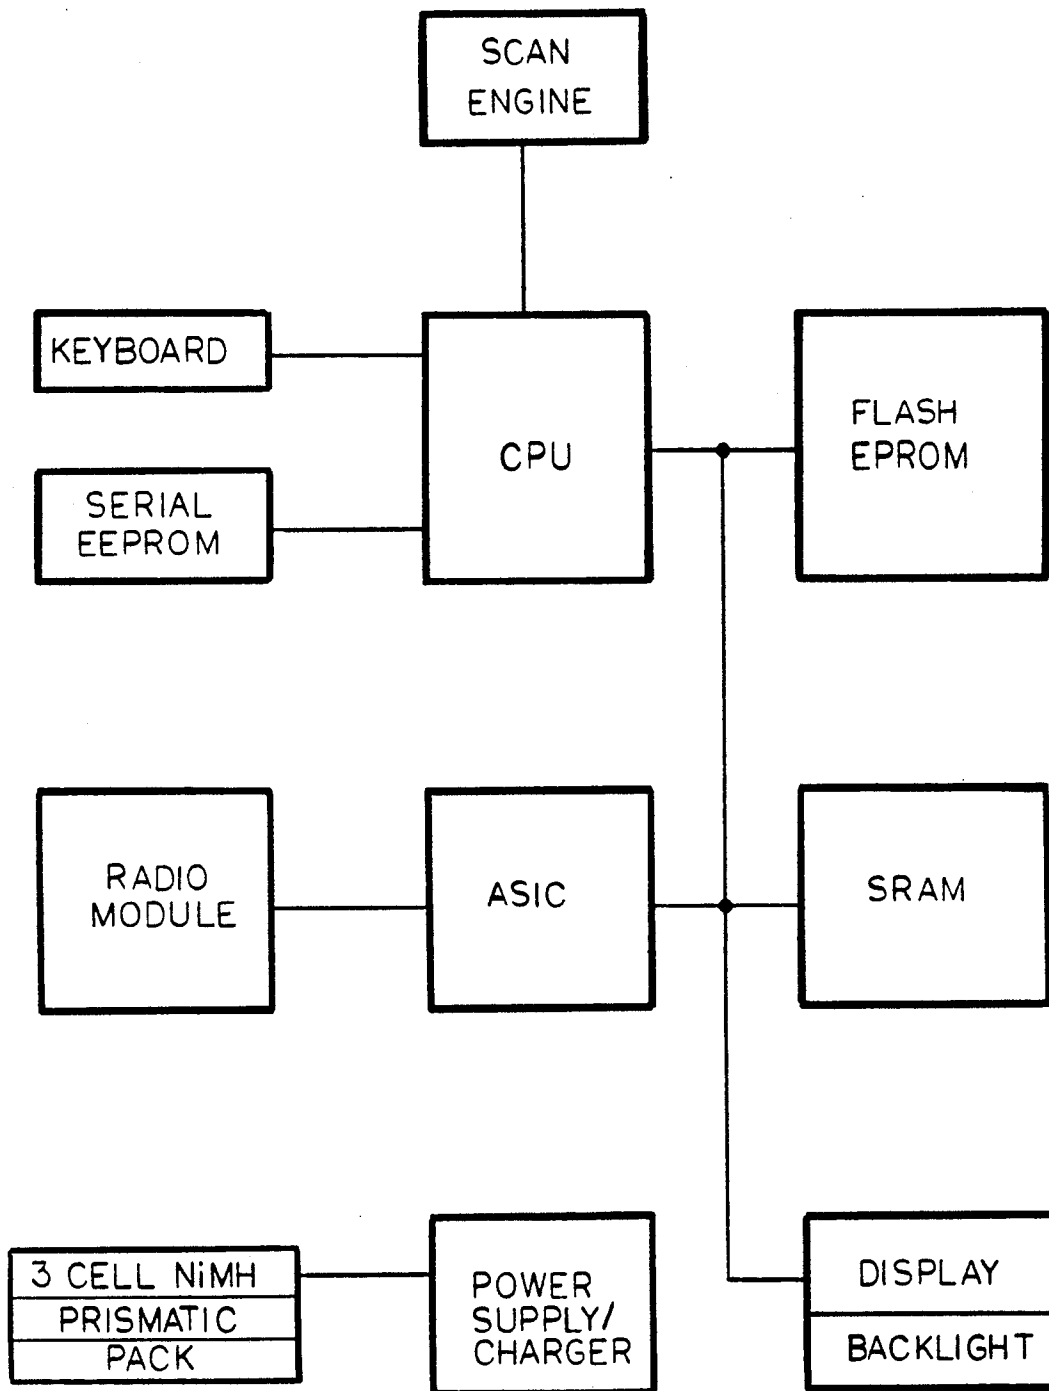 SCAN
ENGINE
KEYBOARD
CPU
FLASH
EPROM
SERIAL
EEPROM
RADIO
MODULE
ASIC
SRAM
3 CELL NiMH
PRISMATIC
PACK
POWER
SUPPLY/
CHARGER
DISPLAY
BACKLIGHT